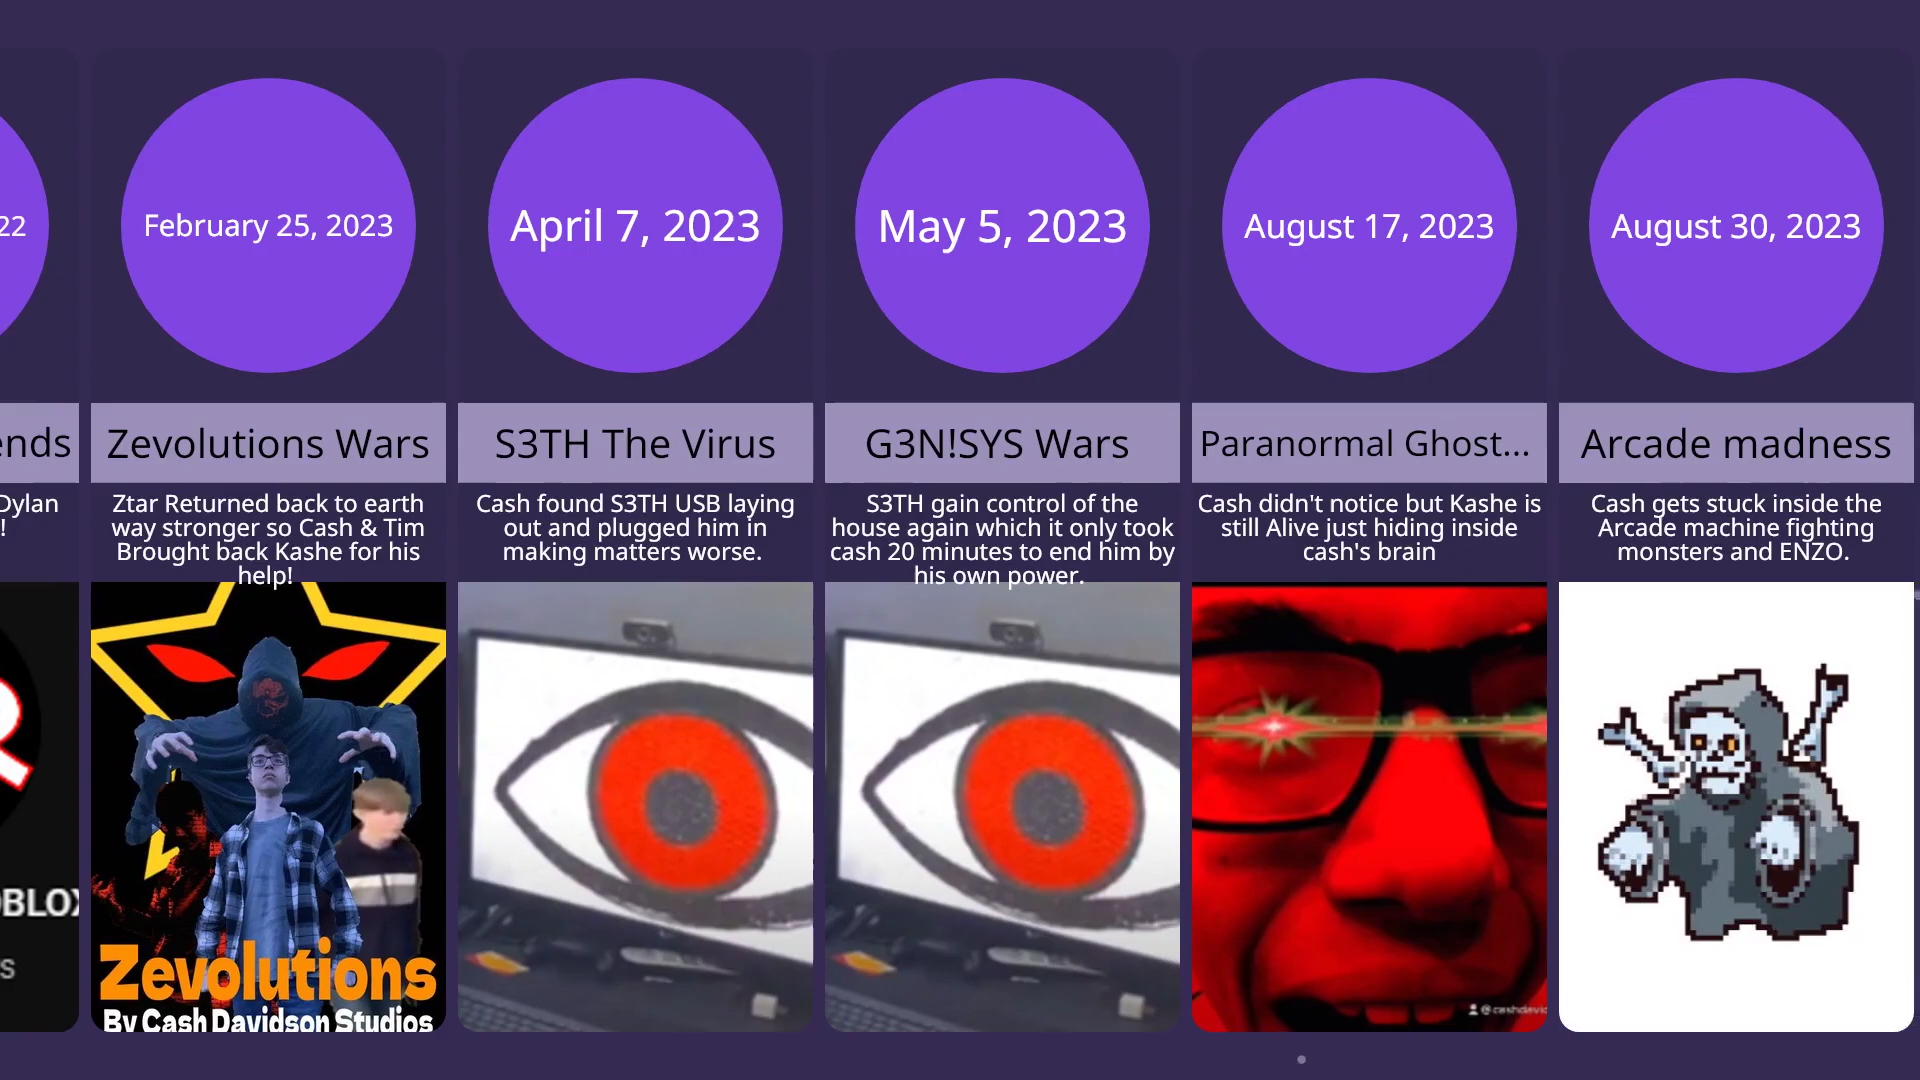 22
February 25, 2023
April 7, 2023
May 5, 2023
August 17, 2023
August 30, 2023
ends
Zevolutions Wars
S3TH The Virus
G3N!SYS Wars
Paranormal Ghost...
Arcade madness
Dylan
!
Ztar Returned back to earth
way stronger so Cash & Tim
Brought back Kashe for his
help!
Cash found S3TH USB laying
out and plugged him in
making matters worse.
S3TH gain control of the
house again which it only took
cash 20 minutes to end him by
his own power.
Cash didn't notice but Kashe is
still Alive just hiding inside
cash's brain
Cash gets stuck inside the
Arcade machine fighting
monsters and ENZO.
OBLOX
s
Zevolutions
By Cash Davidson Studios
@cashdavid